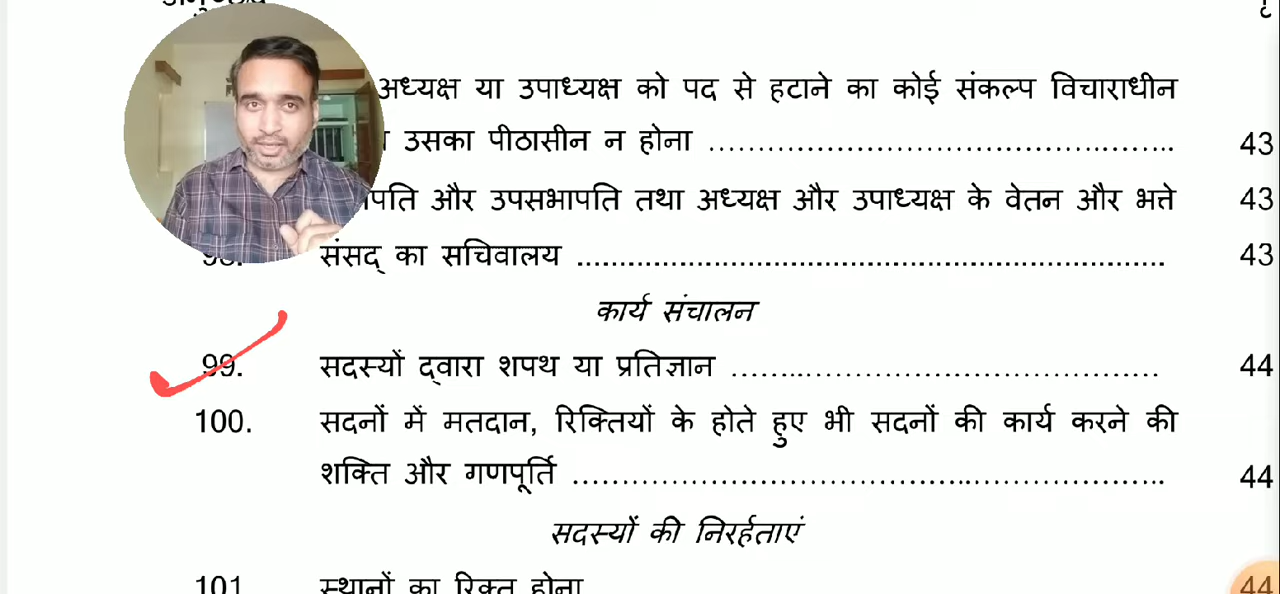 अध्यक्ष या उपाध्यक्ष को पद से हटाने का कोई संकल्प विचाराधीन
उसका पीठासीन न होना ........................................................ 43
और उपसभापति तथा अध्यक्ष और उपाध्यक्ष के वेतन और भत्ते 43
संसद् का सचिवालय ...................................................................... 43
कार्य संचालन
99. सदस्यों द्वारा शपथ या प्रतिज्ञान .................................................... 44
100. सदनों में मतदान, रिक्तियों के होते हुए भी सदनों की कार्य करने की
शक्ति और गणपूर्ति ...................................................................... 44
सदस्यों की निरर्हताएं
101 स्थानों का रिक्त होना 44